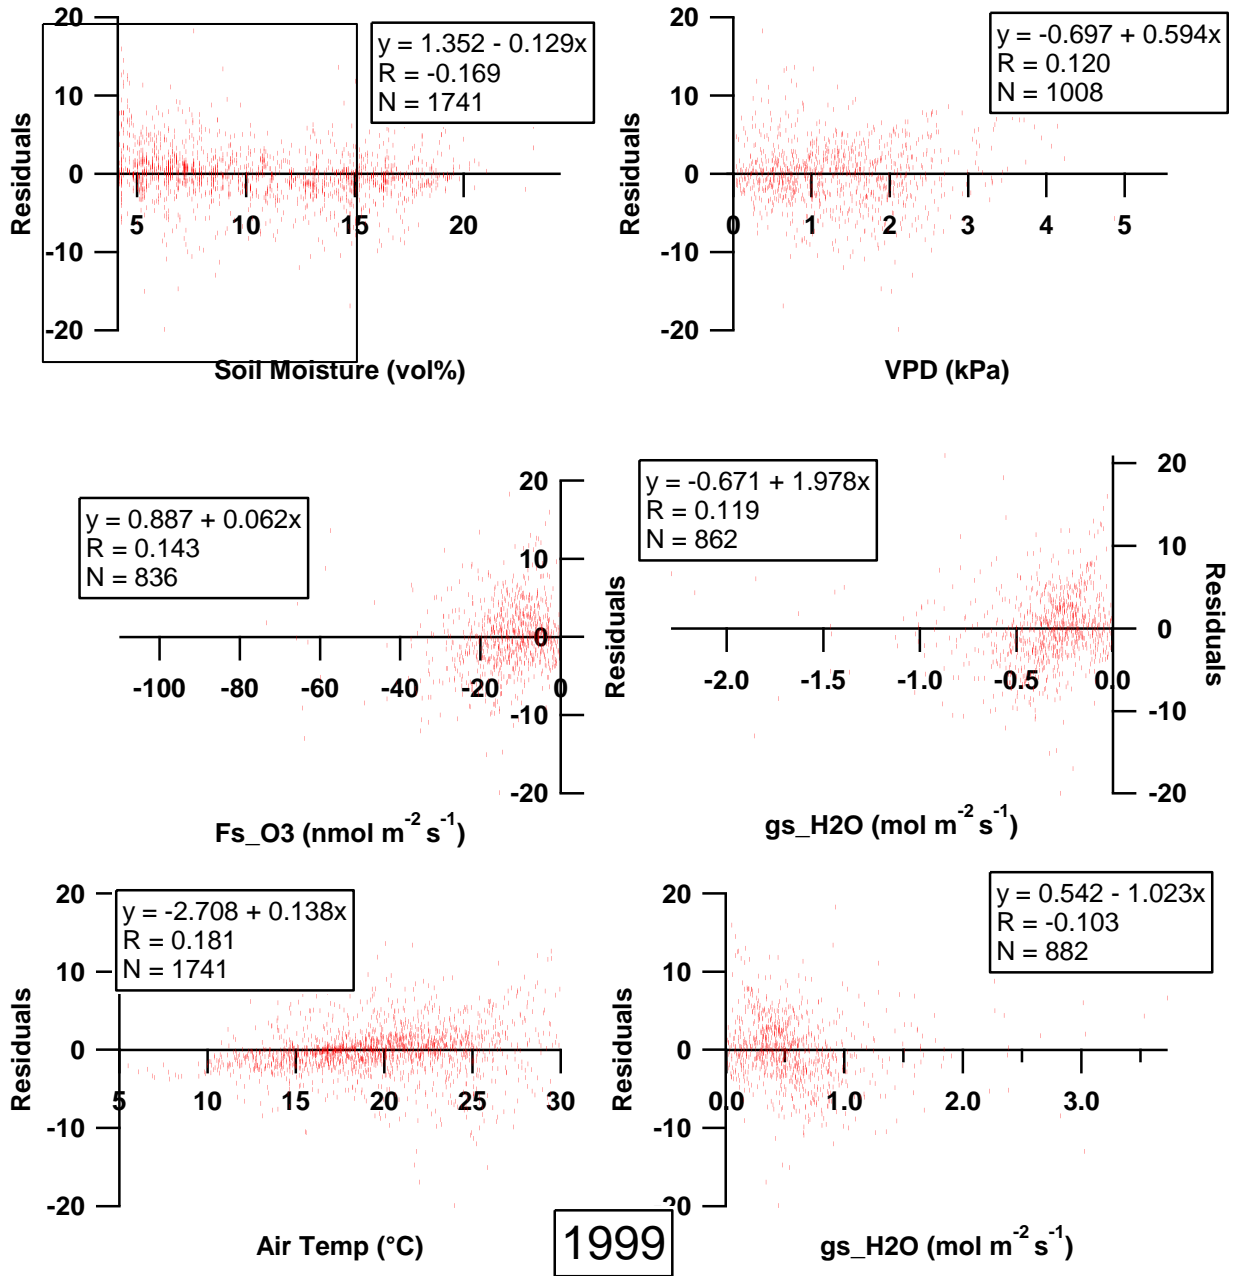 20
10
0
-10
-20
Residuals
5 10 15 20
Soil Moisture (vol%)
y = 1.352 - 0.129x
R = -0.169
N = 1741
20
10
0
-10
-20
Residuals
0 1 2 3 4 5
VPD (kPa)
y = -0.697 + 0.594x
R = 0.120
N = 1008
y = 0.887 + 0.062x
R = 0.143
N = 836
20
10
0
-10
-20
Residuals
-100 -80 -60 -40 -20 0
Fs_O3 (nmol m-2 s-1)
y = -0.671 + 1.978x
R = 0.119
N = 862
20
10
0
-10
-20
Residuals
-2.0 -1.5 -1.0 -0.5 0.0
gs_H2O (mol m-2 s-1)
20
10
0
-10
-20
Residuals
5 10 15 20 25 30
Air Temp (°C)
y = -2.708 + 0.138x
R = 0.181
N = 1741
20
10
0
-10
-20
Residuals
0.0 1.0 2.0 3.0
gs_H2O (mol m-2 s-1)
y = 0.542 - 1.023x
R = -0.103
N = 882
1999